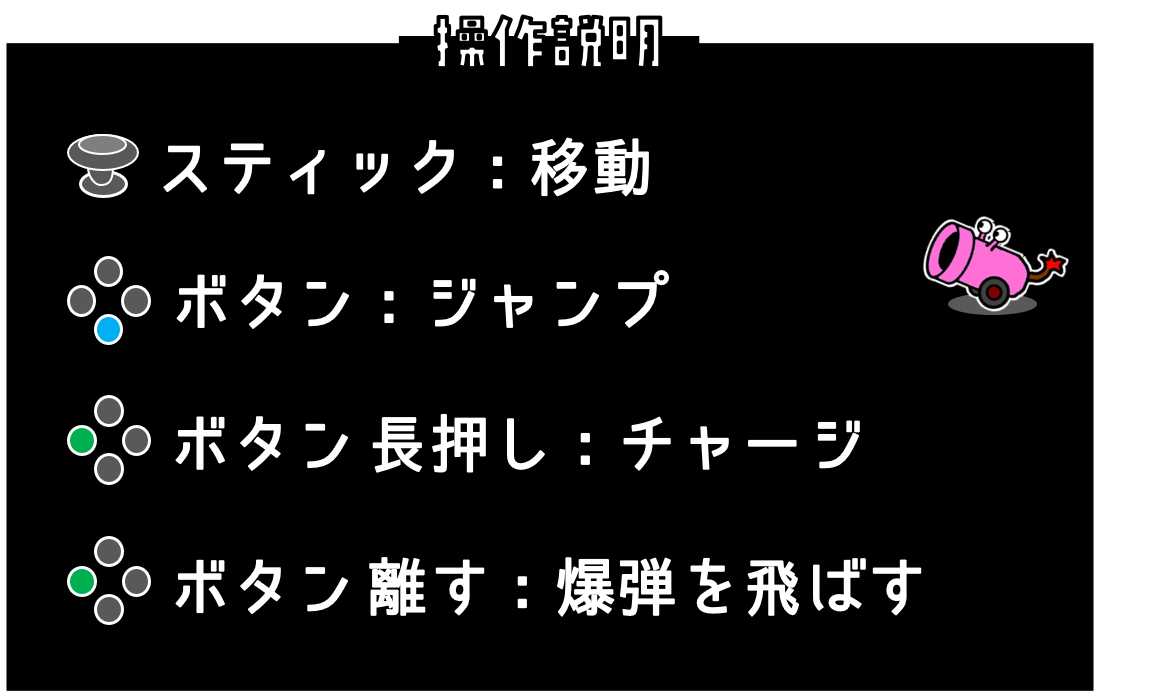 操作説明
スティック：移動
ボタン：ジャンプ
ボタン長押し：チャージ
ボタン離す：爆弾を飛ばす